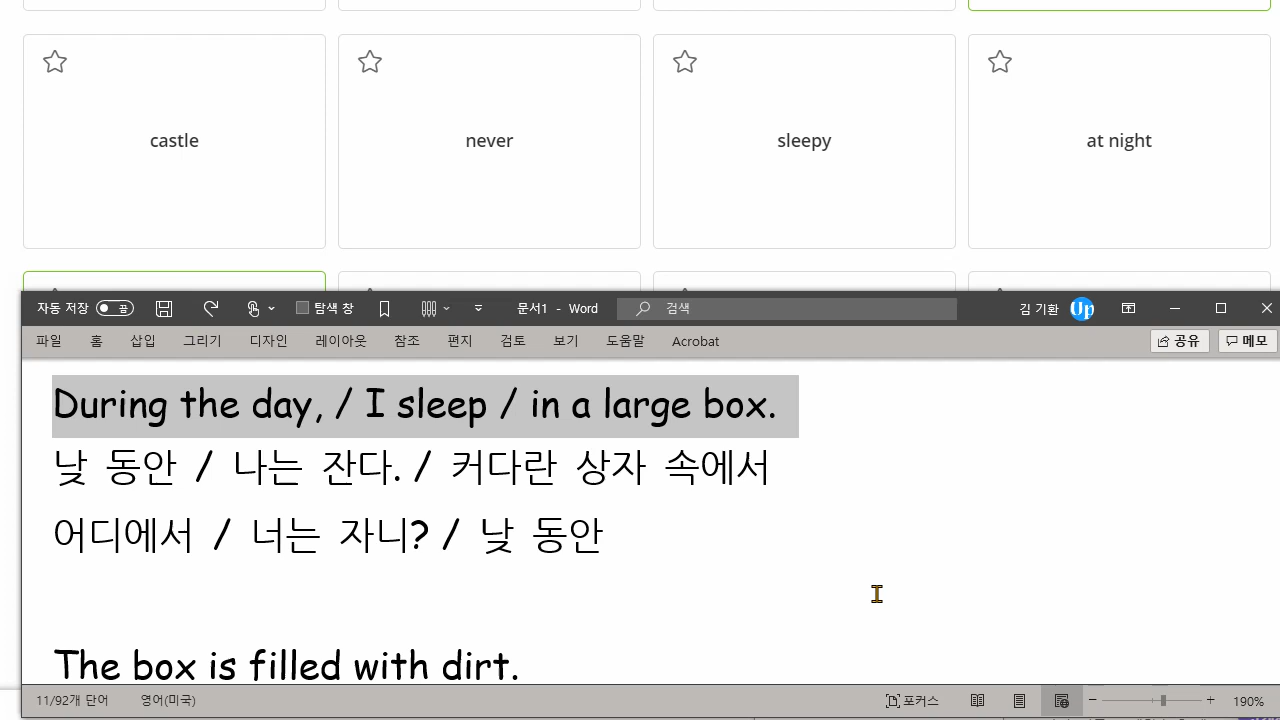 castle never sleepy at night
자동 저장 끔 탐색 창 문서1 - Word 검색 김 기환 Up
파일 홈 삽입 그리기 디자인 레이아웃 참조 편지 검토 보기 도움말 Acrobat 공유 메모
During the day, / I sleep / in a large box.
낮 동안 / 나는 잔다. / 커다란 상자 속에서
어디에서 / 너는 자니? / 낮 동안
The box is filled with dirt.
11/92개 단어 영어(미국) 포커스 190%